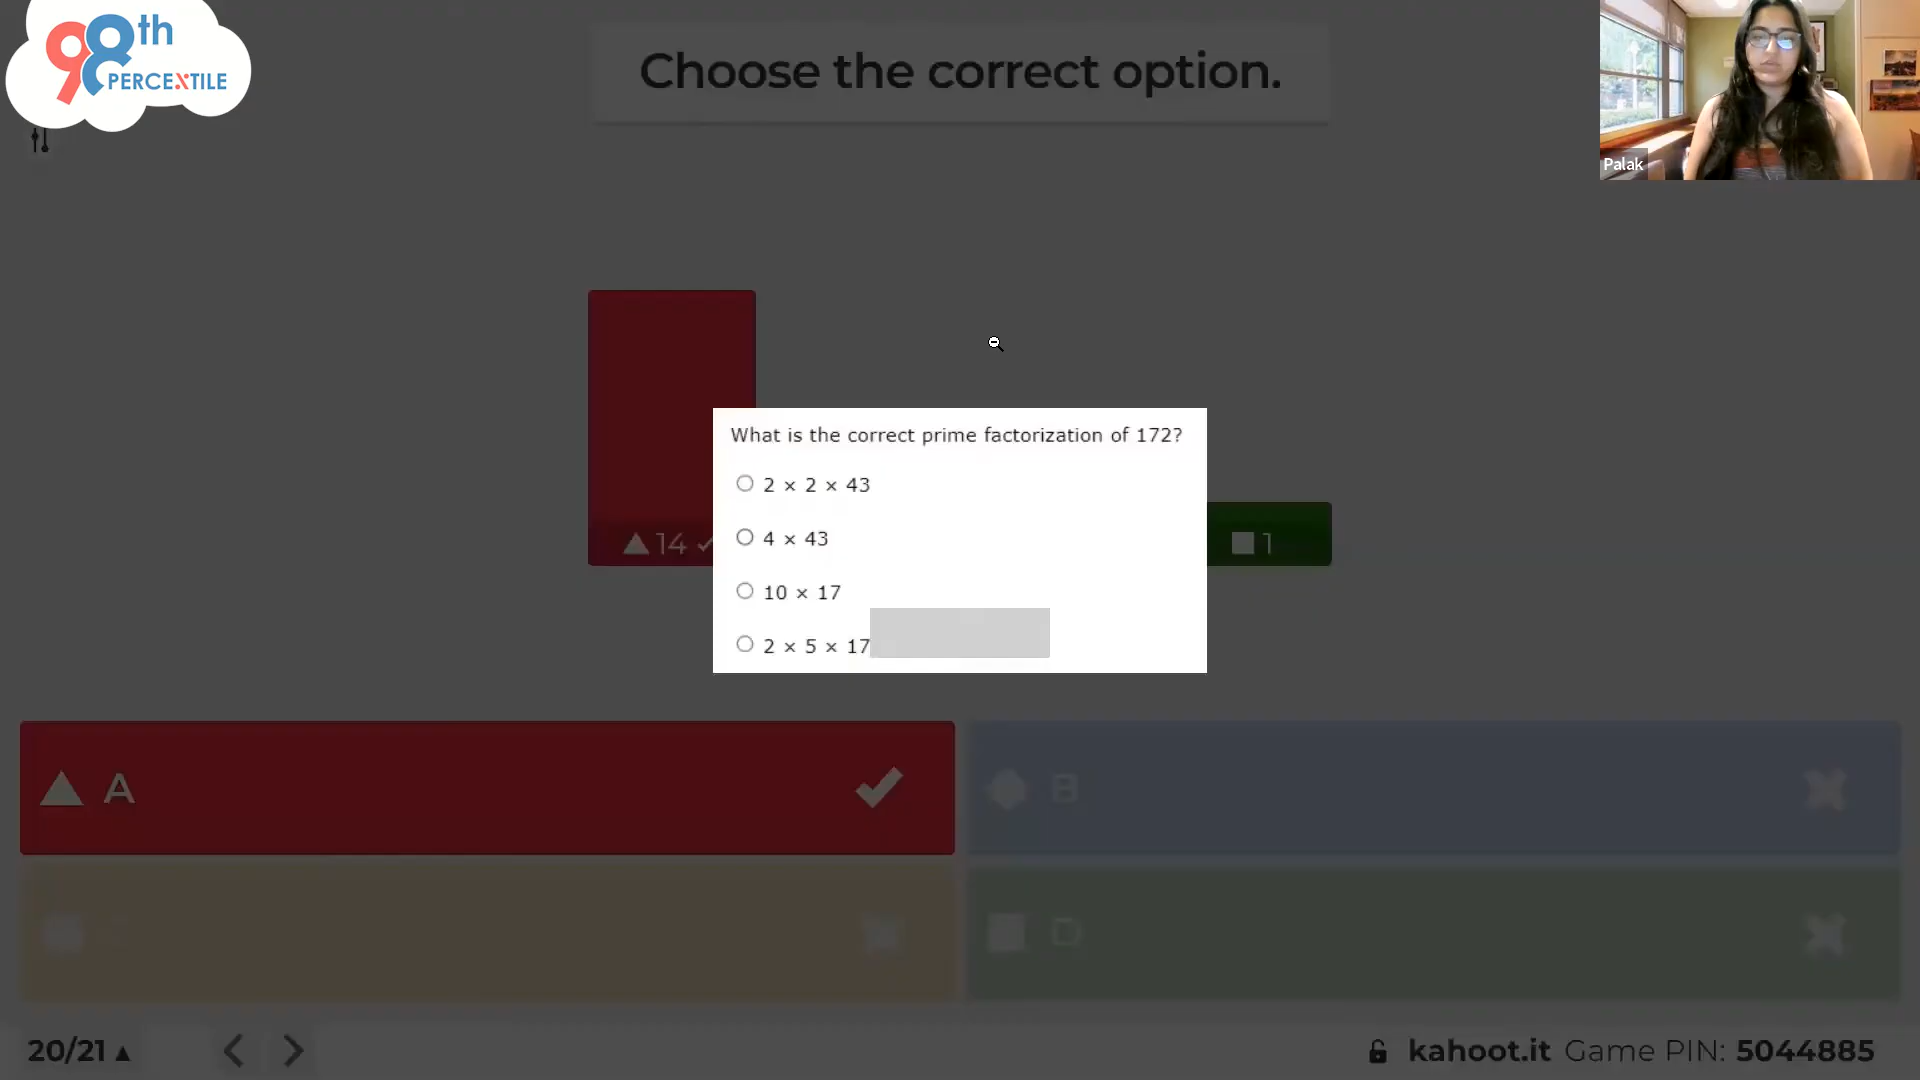 98th
PERCEXTILE
Choose the correct option.
Palak
What is the correct prime factorization of 172?
2 × 2 × 43
4 × 43
10 × 17
2 × 5 × 17
14
1
A
B
D
20/21
kahoot.it Game PIN: 5044885